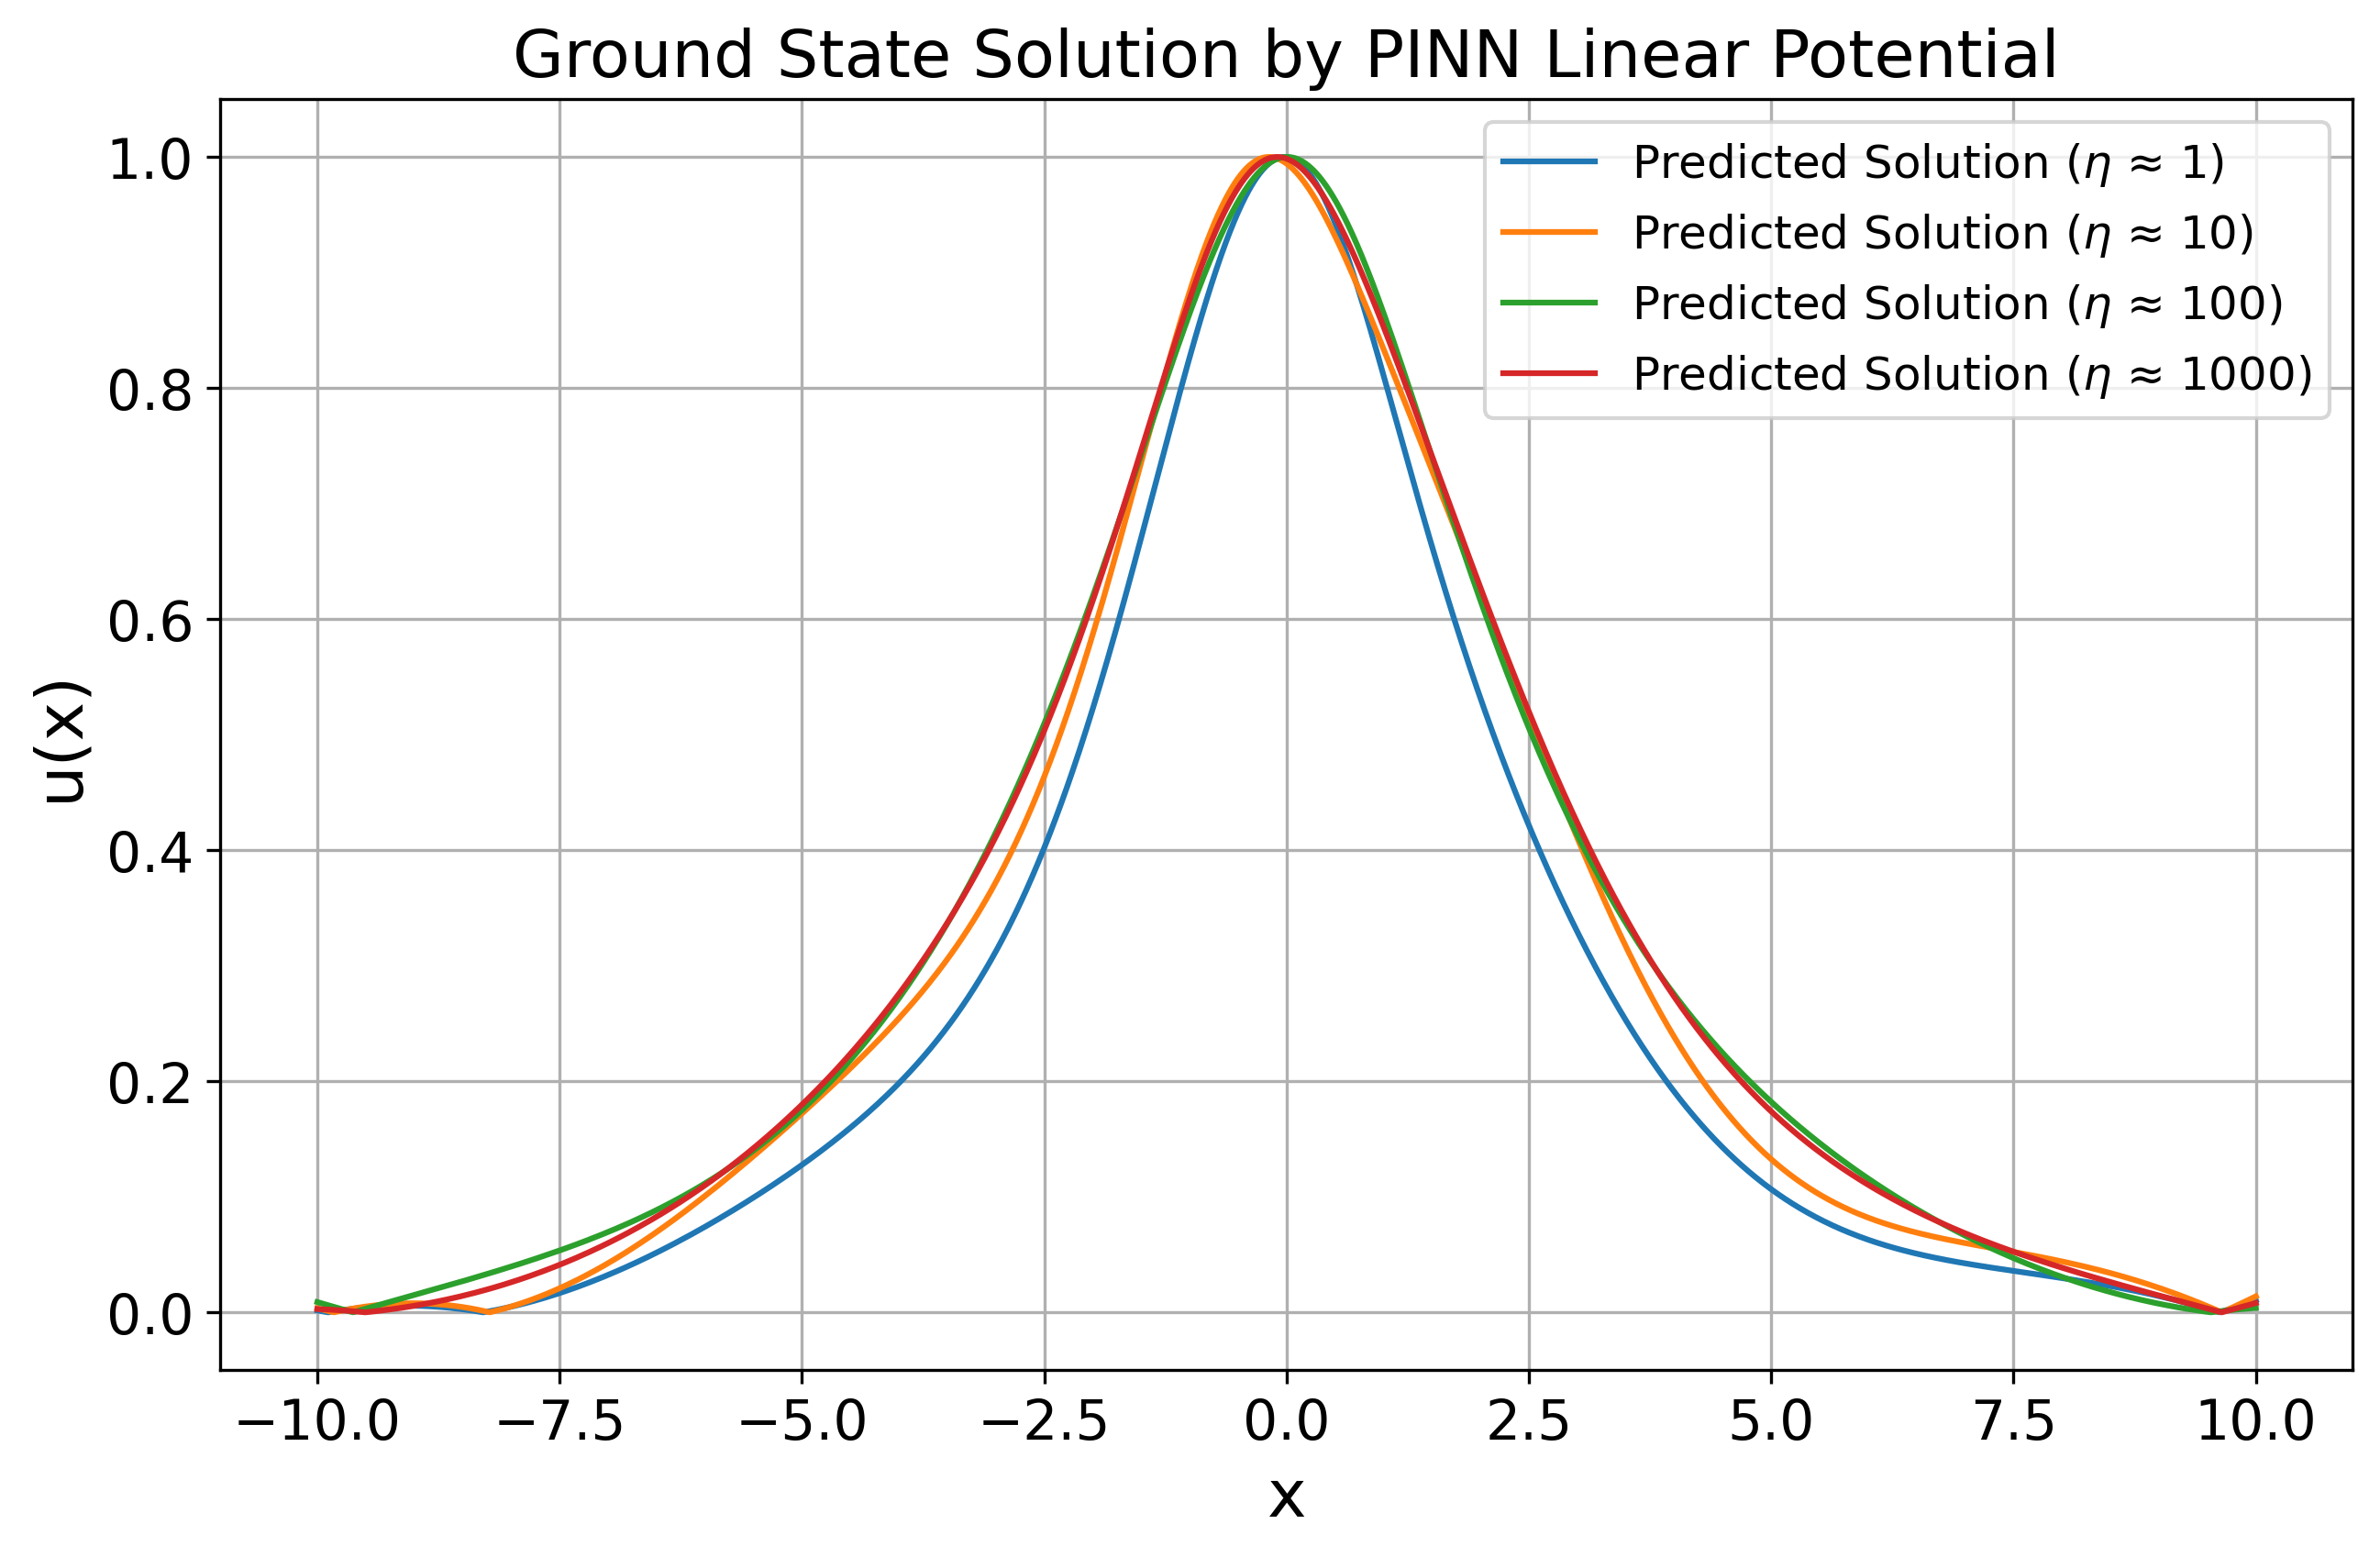 Ground State Solution by PINN Linear Potential
Predicted Solution (η ≈ 1)
Predicted Solution (η ≈ 10)
Predicted Solution (η ≈ 100)
Predicted Solution (η ≈ 1000)
u(x)
1.0
0.8
0.6
0.4
0.2
0.0
−10.0 −7.5 −5.0 −2.5 0.0 2.5 5.0 7.5 10.0
x